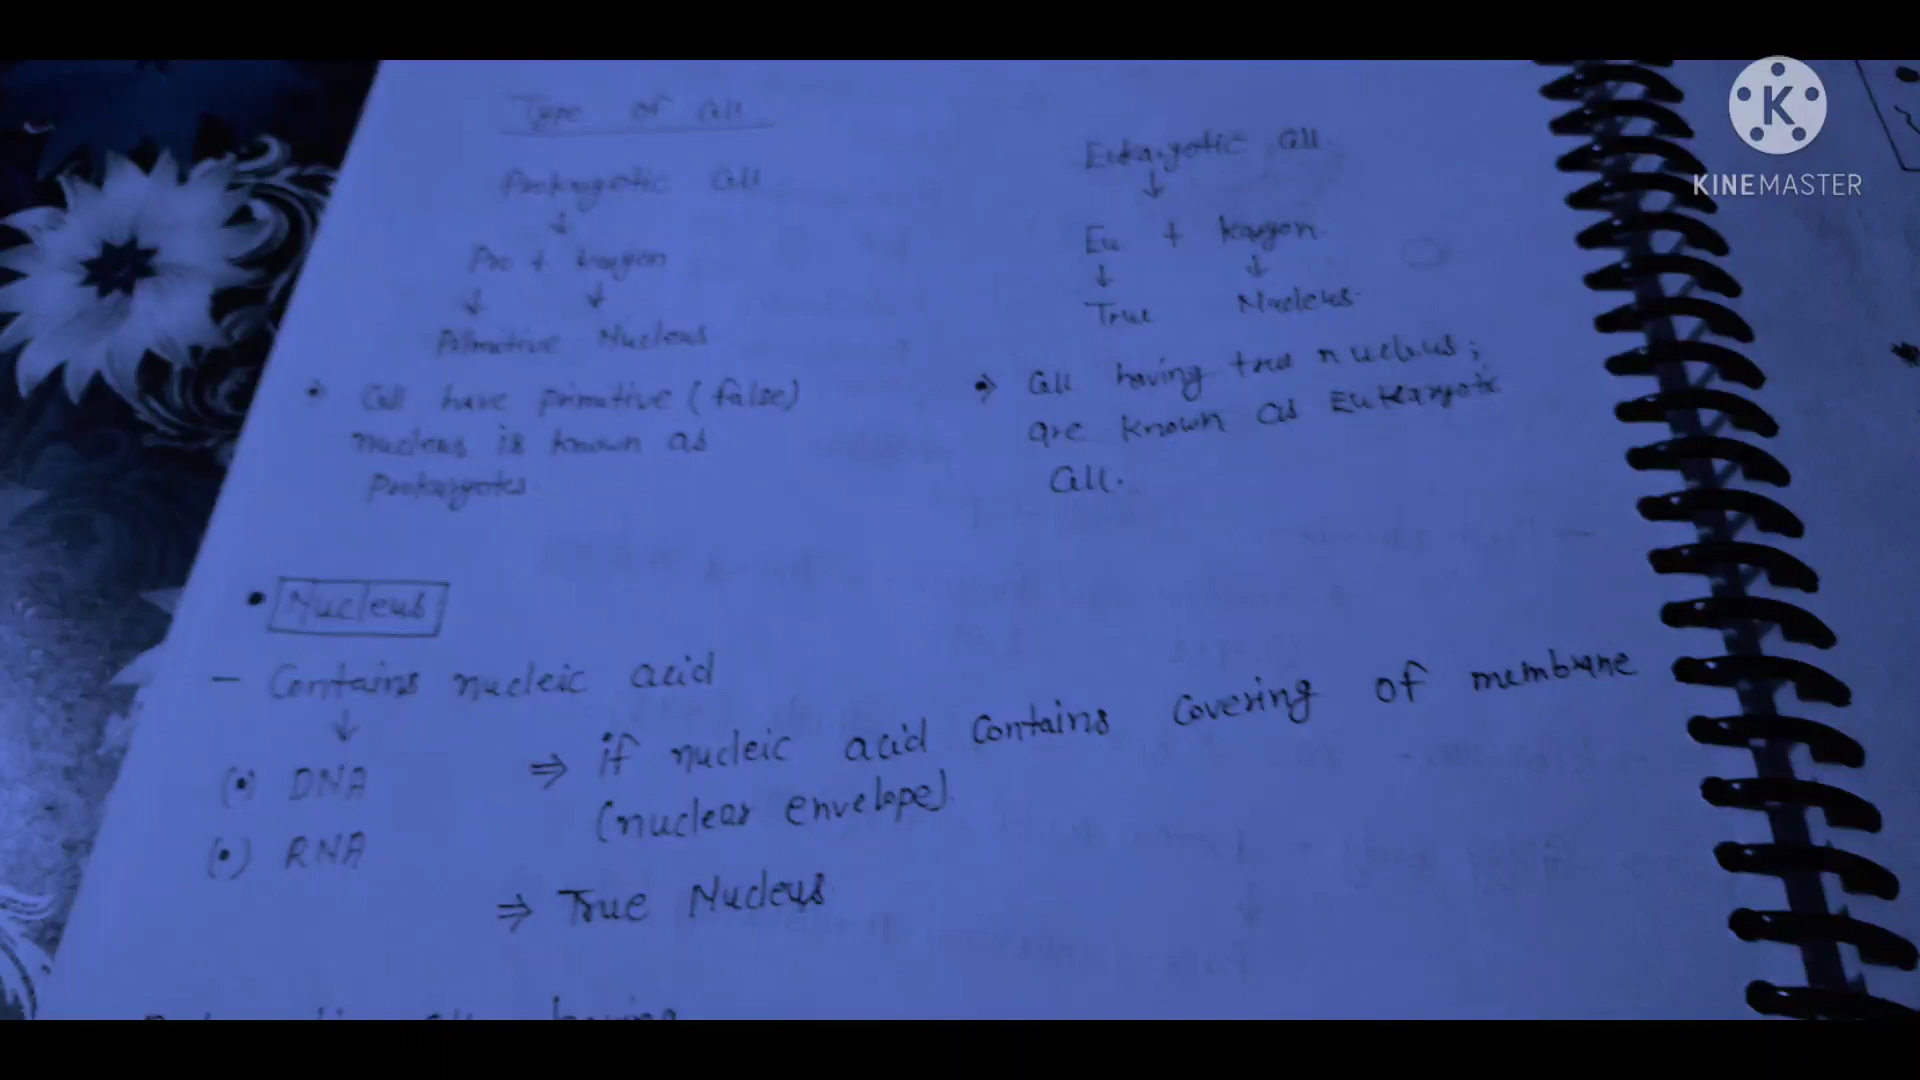 Type of Cell
Prokaryotic Cell
↓
Pro + karyon
↓ ↓
Primitive Nucleus
Cell have primitive (false)
nucleus is known as
Prokaryotes.
Eukaryotic Cell.
↓
Eu + karyon.
↓ ↓
True Nucleus.
Cell having true nucleus;
are known as Eukaryotic
Cell.
• Nucleus
- Contains nucleic acid
↓
(•) DNA
(•) RNA
⇒ if nucleic acid contains covering of membrane
(nuclear envelope).
⇒ True Nucleus
having
K
KINEMASTER